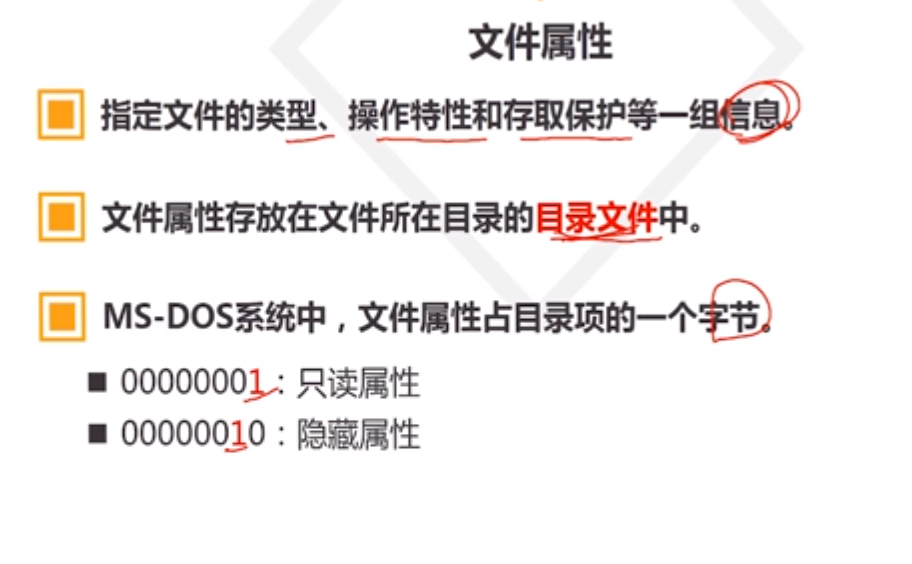 文件属性
指定文件的类型、操作特性和存取保护等一组信息。
文件属性存放在文件所在目录的目录文件中。
MS-DOS系统中，文件属性占目录项的一个字节。
00000001：只读属性
00000010：隐藏属性